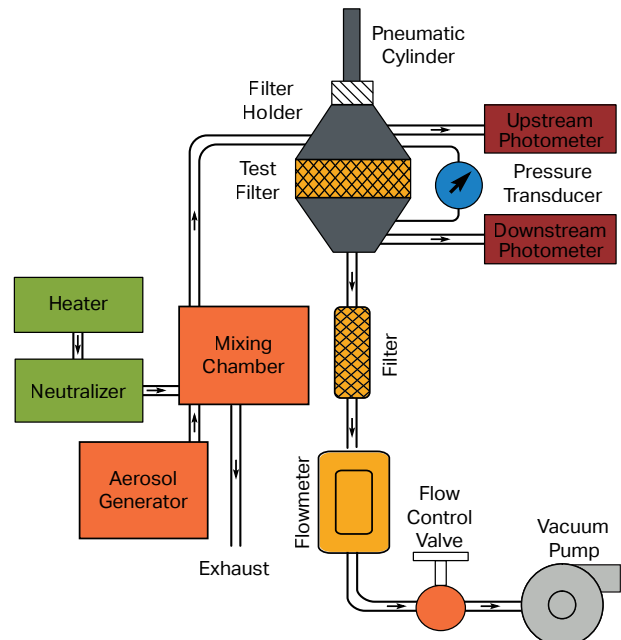 Pneumatic
Cylinder
Filter
Holder
Upstream
Photometer
Test
Filter
Pressure
Transducer
Downstream
Photometer
Heater
Mixing
Chamber
Filter
Neutralizer
Aerosol
Generator
Flowmeter
Flow
Control
Valve
Vacuum
Pump
Exhaust